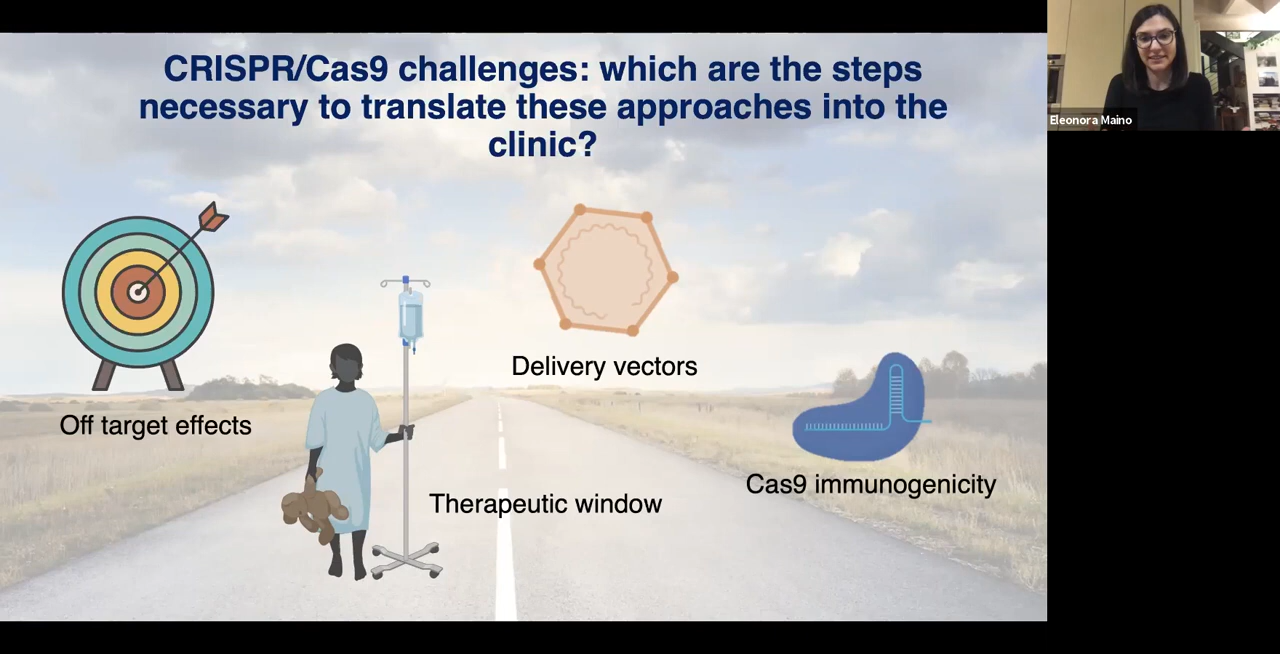 CRISPR/Cas9 challenges: which are the steps
necessary to translate these approaches into the
clinic?
Eleonora Maino
Delivery vectors
Off target effects
Cas9 immunogenicity
Therapeutic window